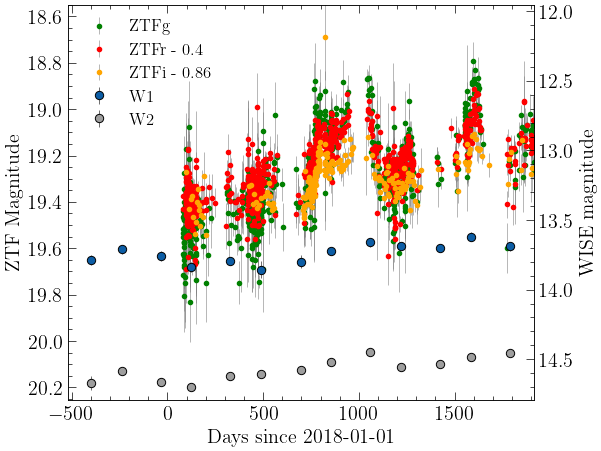 ZTFg
ZTFr - 0.4
ZTFi - 0.86
W1
W2
18.6
18.8
19.0
19.2
19.4
19.6
19.8
20.0
20.2
ZTF Magnitude
12.0
12.5
13.0
13.5
14.0
14.5
WISE magnitude
−500
0
500
1000
1500
Days since 2018-01-01